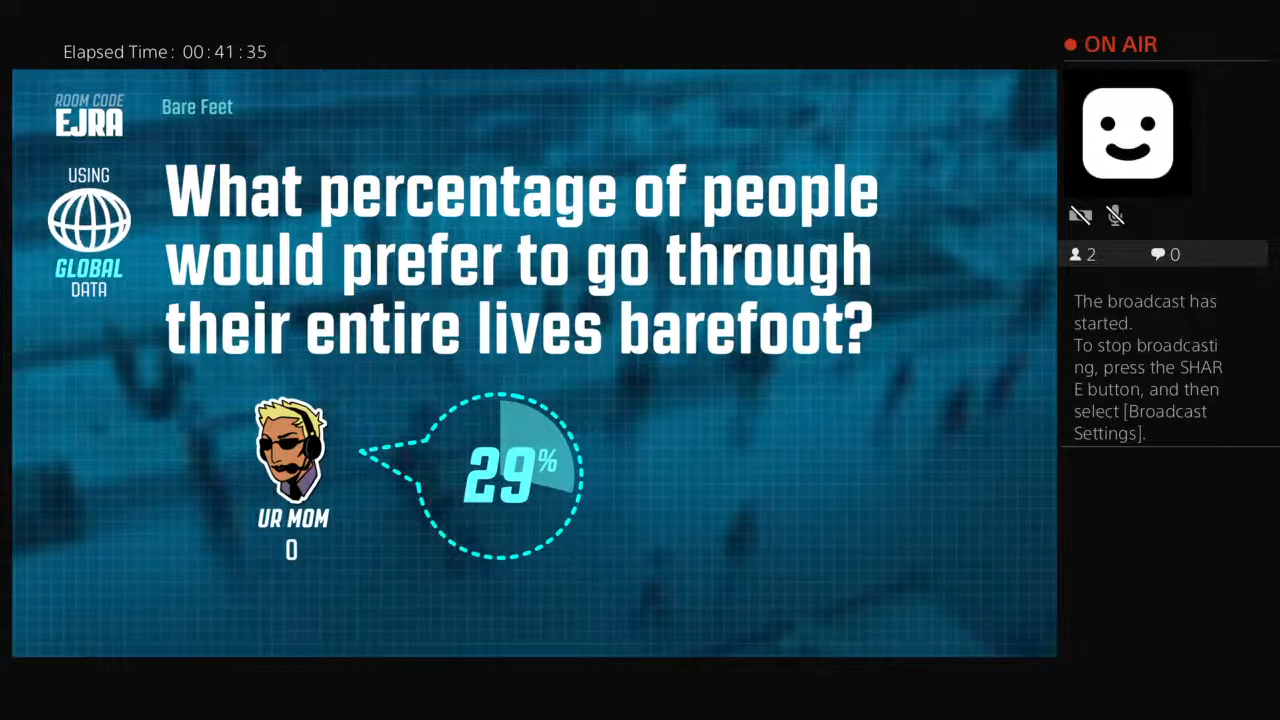 Elapsed Time: 00:41:35
ON AIR
ROOM CODE
EJRA
Bare Feet
USING
GLOBAL
DATA
What percentage of people
would prefer to go through
their entire lives barefoot?
29%
UR MOM
0
2
0
The broadcast has
started.
To stop broadcasti
ng, press the SHAR
E button, and then
select [Broadcast
Settings].